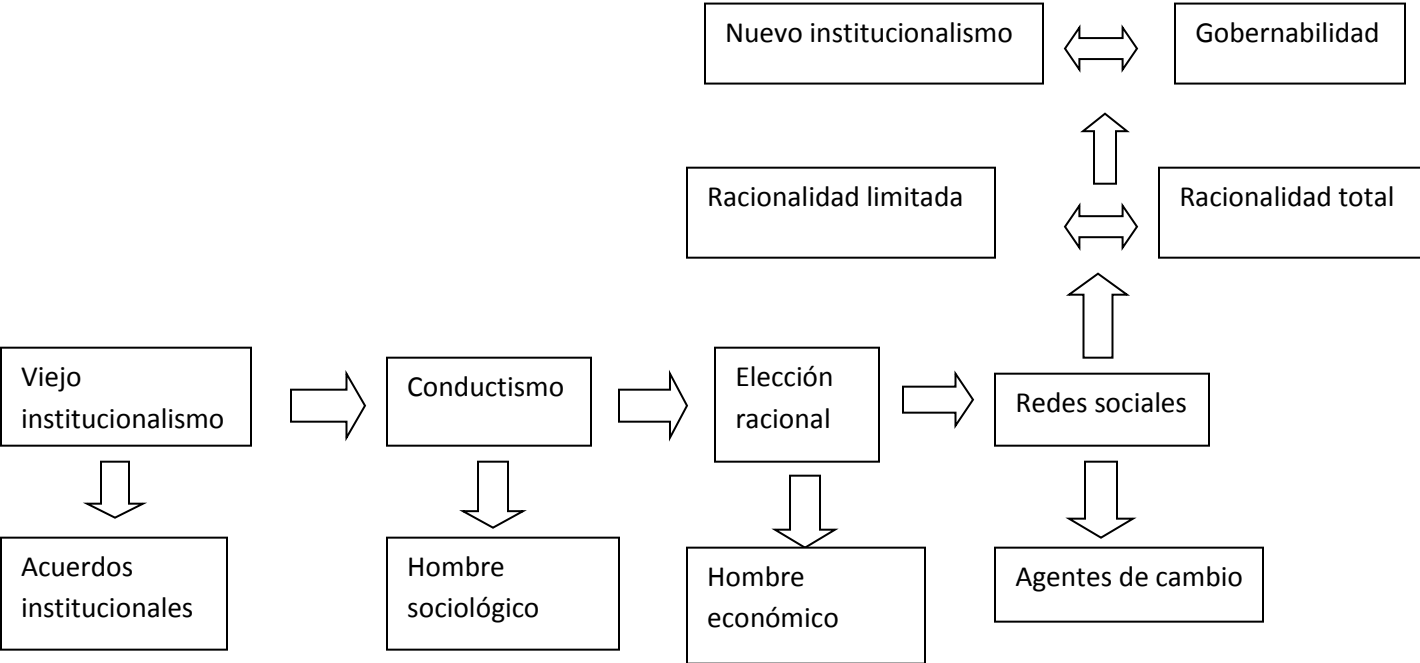 Nuevo institucionalismo
Gobernabilidad
Racionalidad limitada
Racionalidad total
Viejo
institucionalismo
Conductismo
Elección
racional
Redes sociales
Acuerdos
institucionales
Hombre
sociológico
Hombre
económico
Agentes de cambio